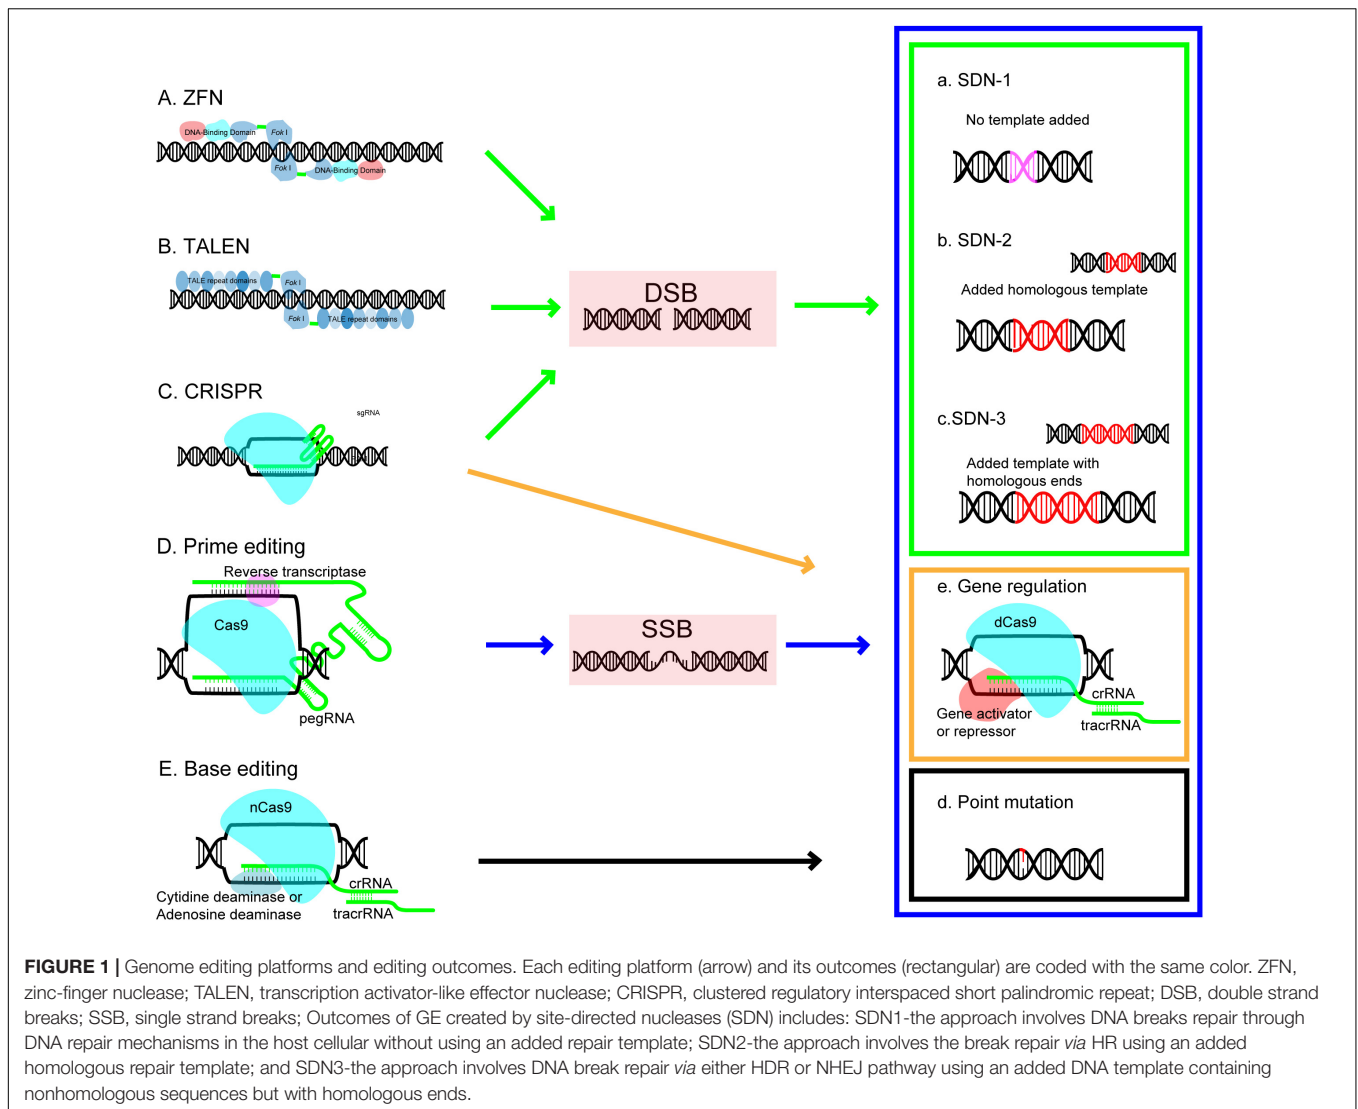 A. ZFN
DNA-Binding Domain
Fok I
Fok I
DNA-Binding Domain
B. TALEN
TALE repeat domains
Fok I
Fok I
TALE repeat domains
C. CRISPR
sgRNA
D. Prime editing
Reverse transcriptase
Cas9
pegRNA
E. Base editing
nCas9
crRNA
Cytidine deaminase or
Adenosine deaminase
tracrRNA
DSB
SSB
a. SDN-1
No template added
b. SDN-2
Added homologous template
c.SDN-3
Added template with
homologous ends
e. Gene regulation
dCas9
crRNA
Gene activator
or repressor
tracrRNA
d. Point mutation
FIGURE 1 | Genome editing platforms and editing outcomes. Each editing platform (arrow) and its outcomes (rectangular) are coded with the same color. ZFN,
zinc-finger nuclease; TALEN, transcription activator-like effector nuclease; CRISPR, clustered regulatory interspaced short palindromic repeat; DSB, double strand
breaks; SSB, single strand breaks; Outcomes of GE created by site-directed nucleases (SDN) includes: SDN1-the approach involves DNA breaks repair through
DNA repair mechanisms in the host cellular without using an added repair template; SDN2-the approach involves the break repair via HR using an added
homologous repair template; and SDN3-the approach involves DNA break repair via either HDR or NHEJ pathway using an added DNA template containing
nonhomologous sequences but with homologous ends.